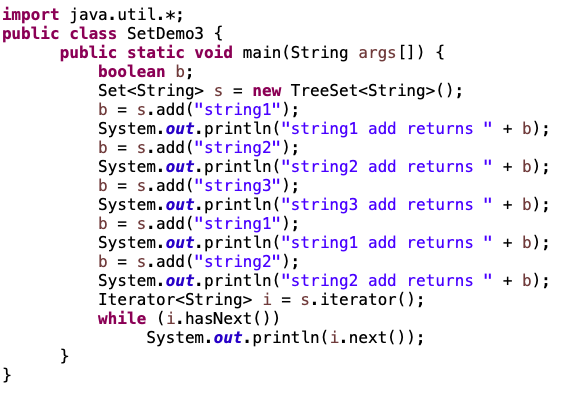 import java.util.*;
public class SetDemo3 {
public static void main(String args[]) {
boolean b;
Set<String> s = new TreeSet<String>();
b = s.add("string1");
System.out.println("string1 add returns " + b);
b = s.add("string2");
System.out.println("string2 add returns " + b);
b = s.add("string3");
System.out.println("string3 add returns " + b);
b = s.add("string1");
System.out.println("string1 add returns " + b);
b = s.add("string2");
System.out.println("string2 add returns " + b);
Iterator<String> i = s.iterator();
while (i.hasNext())
System.out.println(i.next());
}
}